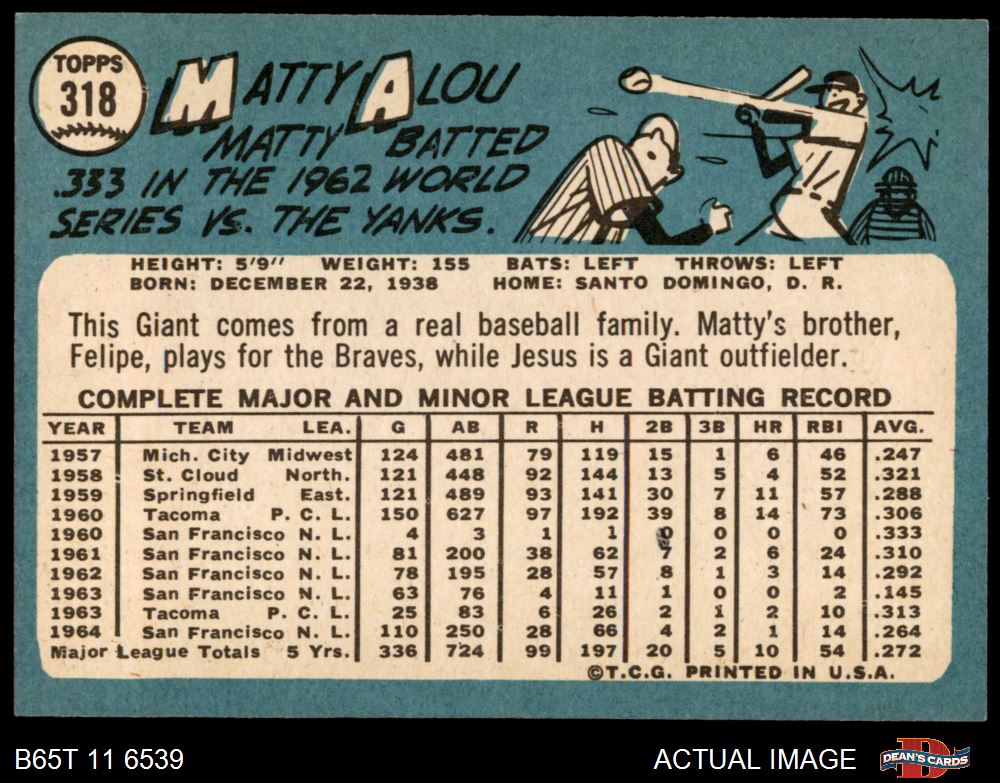 TOPPS
318
MATTY ALOU
MATTY BATTED
.333 IN THE 1962 WORLD
SERIES VS. THE YANKS.
HEIGHT: 5'9" WEIGHT: 155 BATS: LEFT THROWS: LEFT
BORN: DECEMBER 22, 1938 HOME: SANTO DOMINGO, D. R.
This Giant comes from a real baseball family. Matty's brother,
Felipe, plays for the Braves, while Jesus is a Giant outfielder.
COMPLETE MAJOR AND MINOR LEAGUE BATTING RECORD
YEAR TEAM LEA. G AB R H 2B 3B HR RBI AVG.
1957 Mich. City Midwest 124 481 79 119 15 1 6 46 .247
1958 St. Cloud North. 121 448 92 144 13 5 4 52 .321
1959 Springfield East. 121 489 93 141 30 7 11 57 .288
1960 Tacoma P. C. L. 150 627 97 192 39 8 14 73 .306
1960 San Francisco N. L. 4 3 1 1 0 0 0 0 .333
1961 San Francisco N. L. 81 200 38 62 7 2 6 24 .310
1962 San Francisco N. L. 78 195 28 57 8 1 3 14 .292
1963 San Francisco N. L. 63 76 4 11 1 0 0 2 .145
1963 Tacoma P. C. L. 25 83 6 26 2 1 2 10 .313
1964 San Francisco N. L. 110 250 28 66 4 2 1 14 .264
Major League Totals 5 Yrs. 336 724 99 197 20 5 10 54 .272
©T.C.G. PRINTED IN U.S.A.
B65T 11 6539 ACTUAL IMAGE DEAN'S CARDS